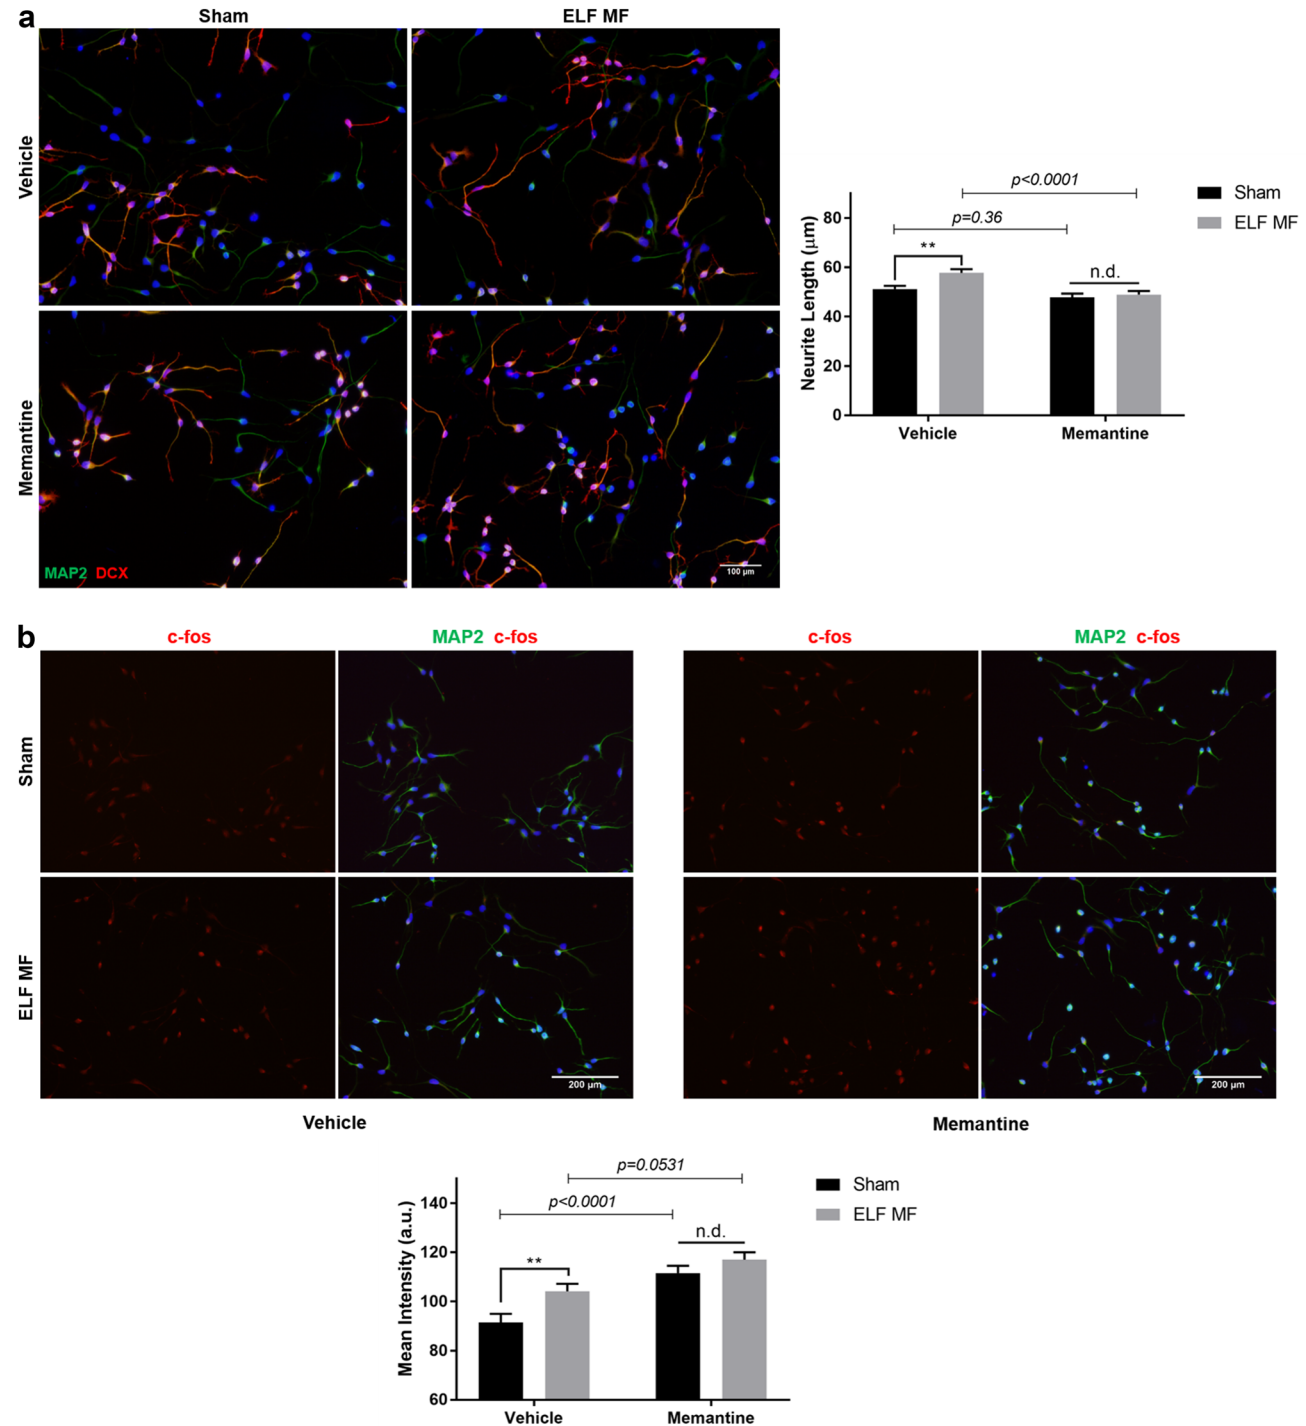 a
Sham
ELF MF
Vehicle
Memantine
MAP2 DCX
100 µm
p<0.0001
p=0.36
**
n.d.
Sham
ELF MF
Neurite Length (µm)
80
60
40
20
0
Vehicle
Memantine
b
c-fos
MAP2 c-fos
c-fos
MAP2 c-fos
Sham
ELF MF
200 µm
200 µm
Vehicle
Memantine
p=0.0531
p<0.0001
n.d.
**
Sham
ELF MF
Mean Intensity (a.u.)
140
120
100
80
60
Vehicle
Memantine